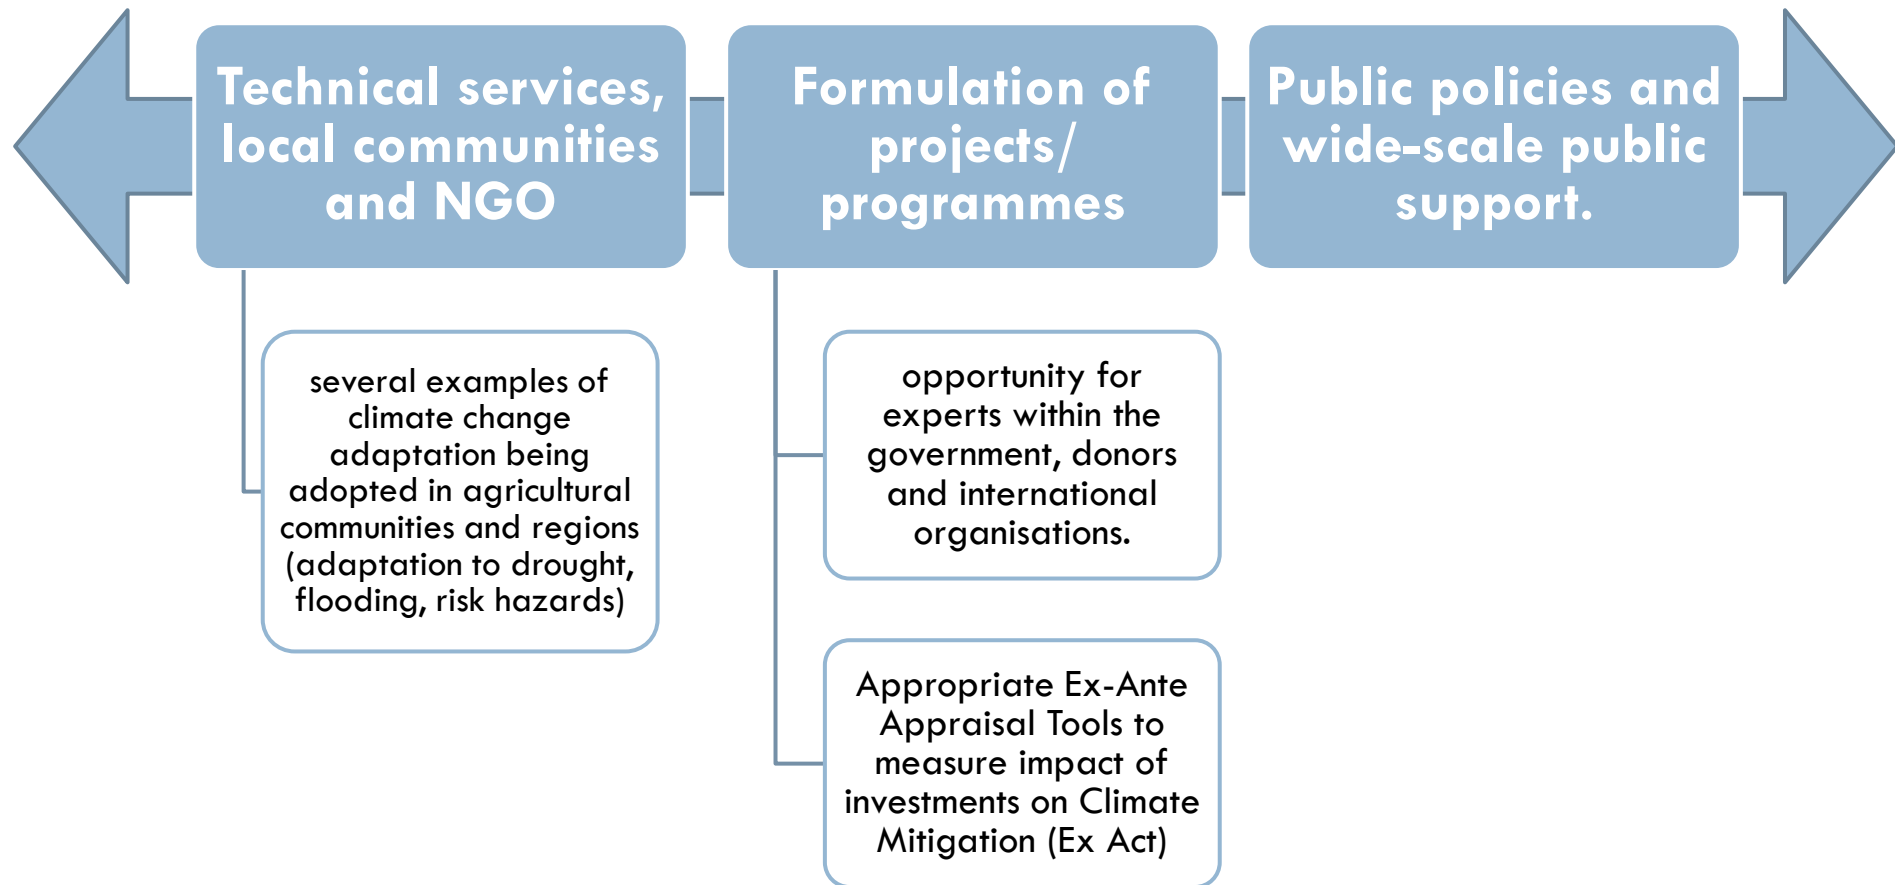 Technical services,
local communities
and NGO
Formulation of
projects/
programmes
Public policies and
wide-scale public
support.
several examples of
climate change
adaptation being
adopted in agricultural
communities and regions
(adaptation to drought,
flooding, risk hazards)
opportunity for
experts within the
government, donors
and international
organisations.
Appropriate Ex-Ante
Appraisal Tools to
measure impact of
investments on Climate
Mitigation (Ex Act)